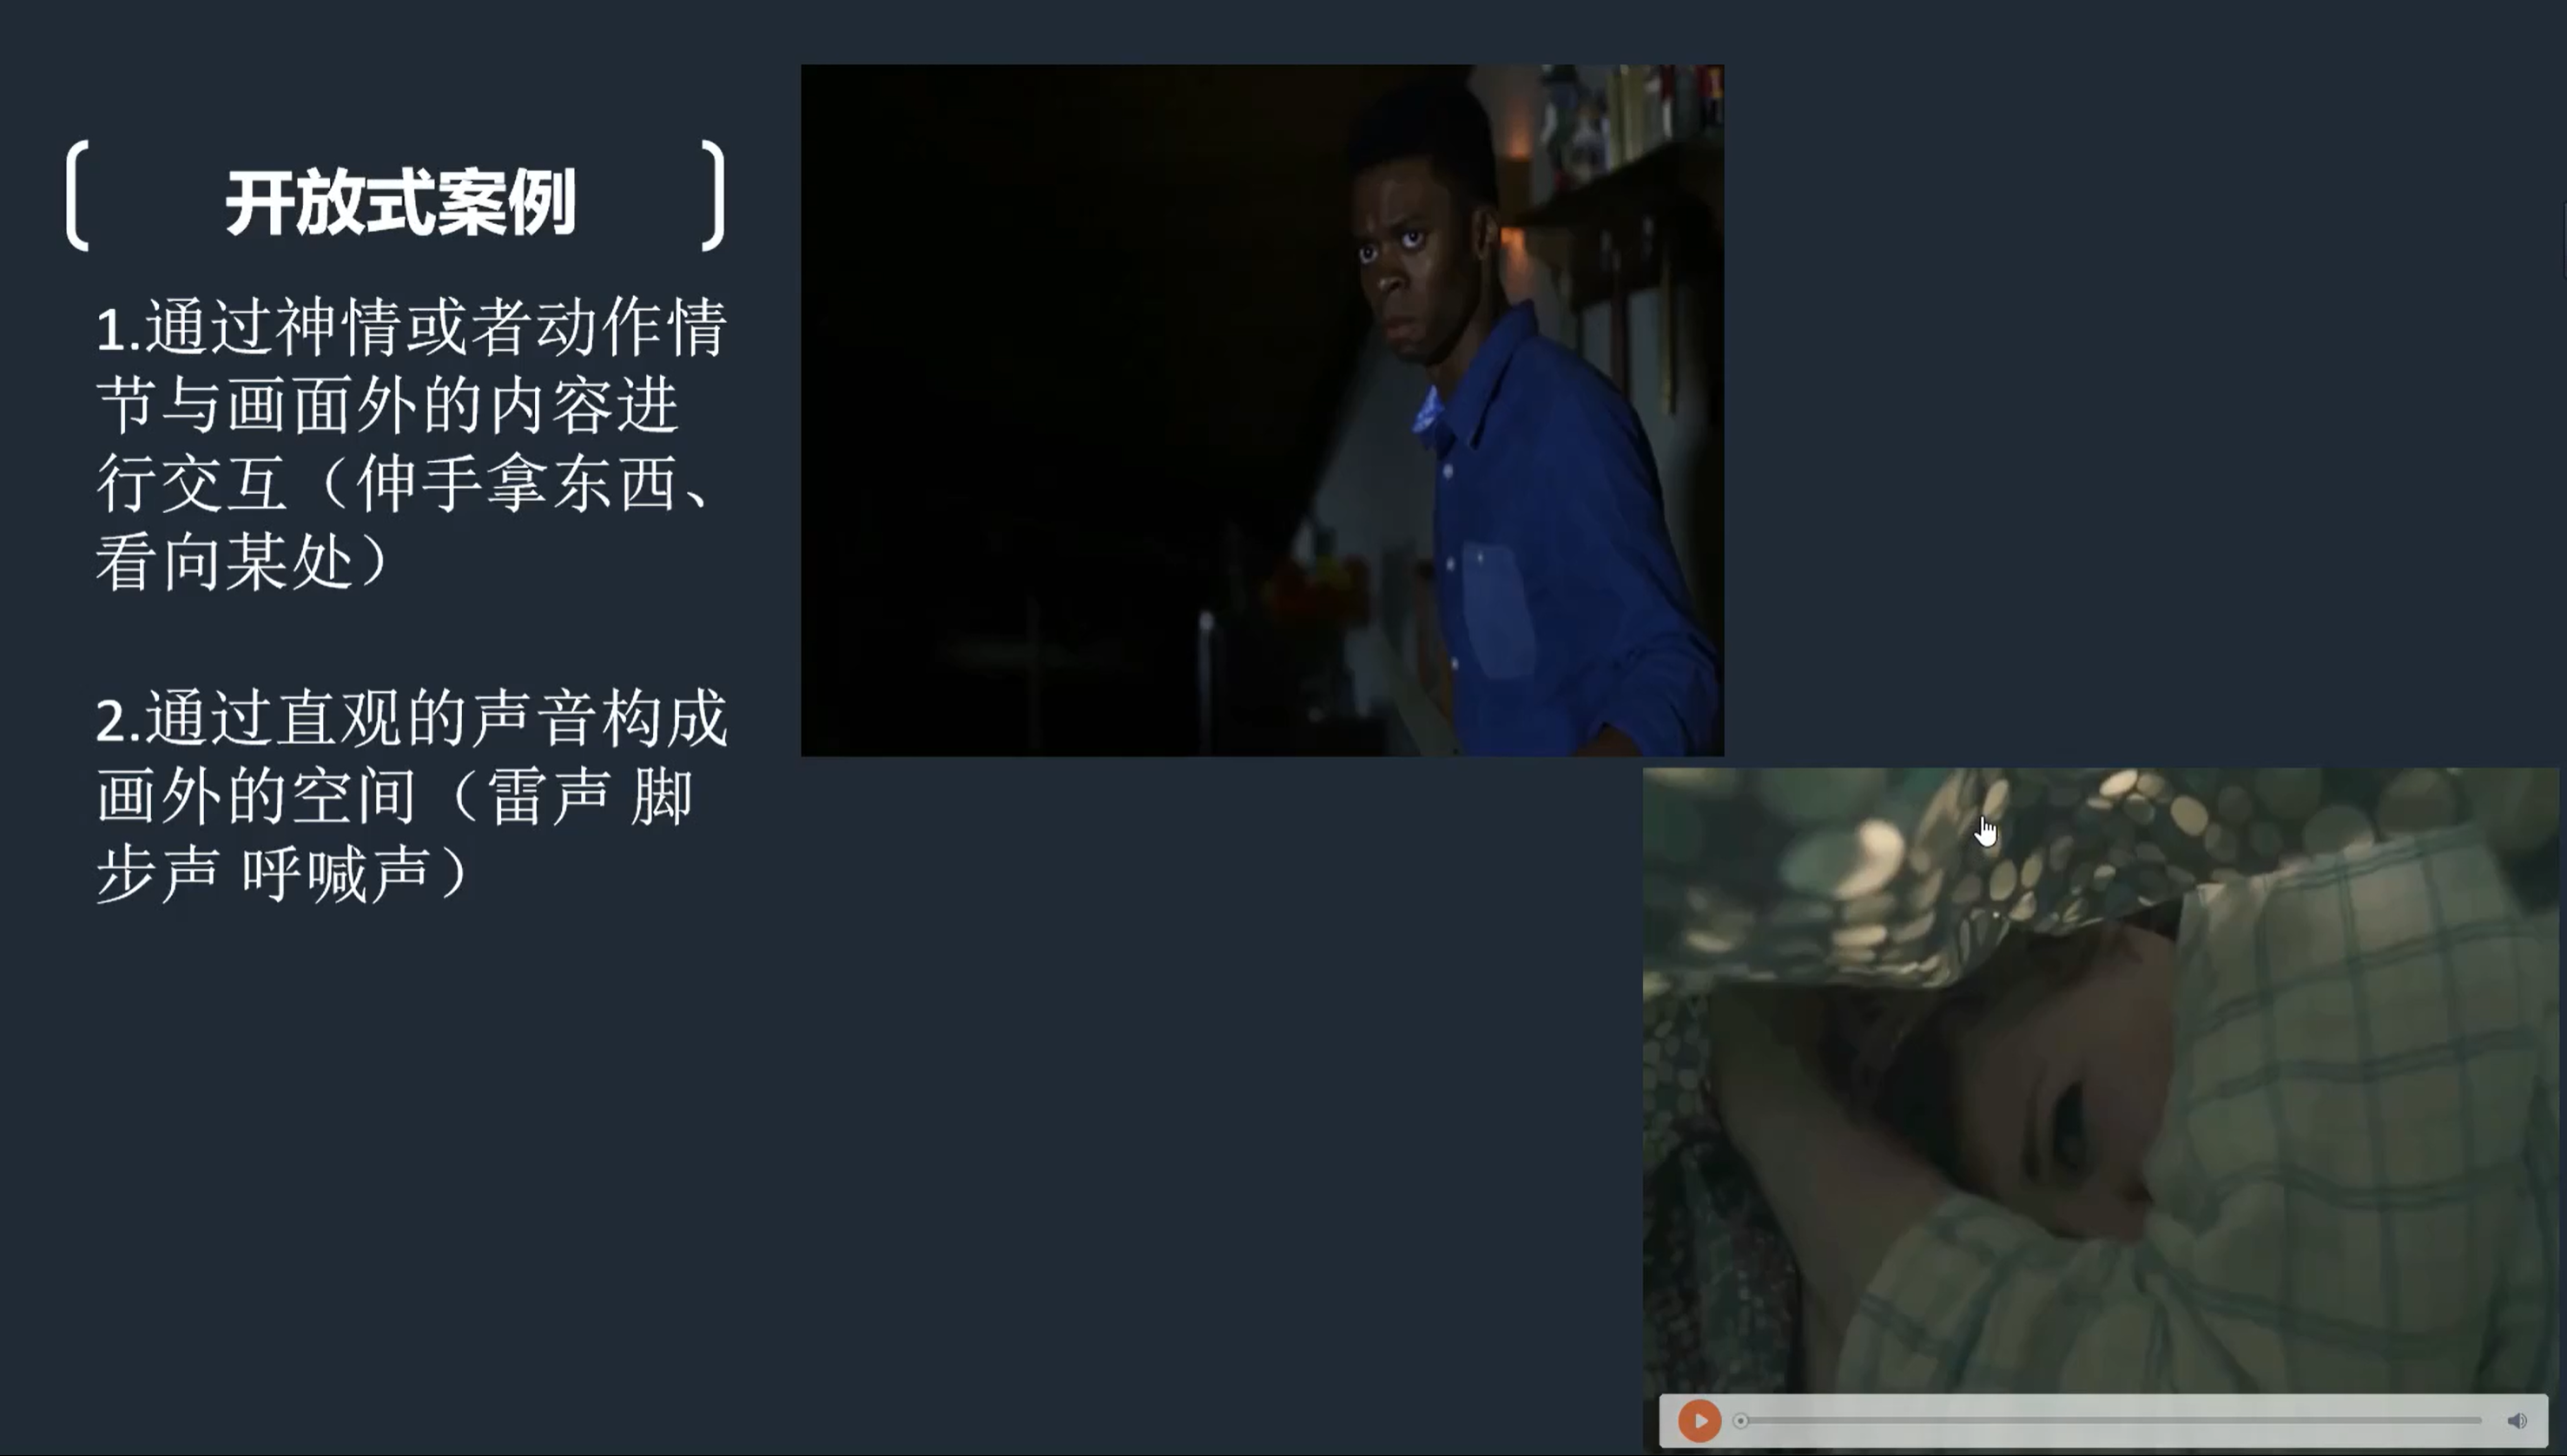 开放式案例
1.通过神情或者动作情
节与画面外的内容进
行交互（伸手拿东西、
看向某处）
2.通过直观的声音构成
画外的空间（雷声 脚
步声 呼喊声）